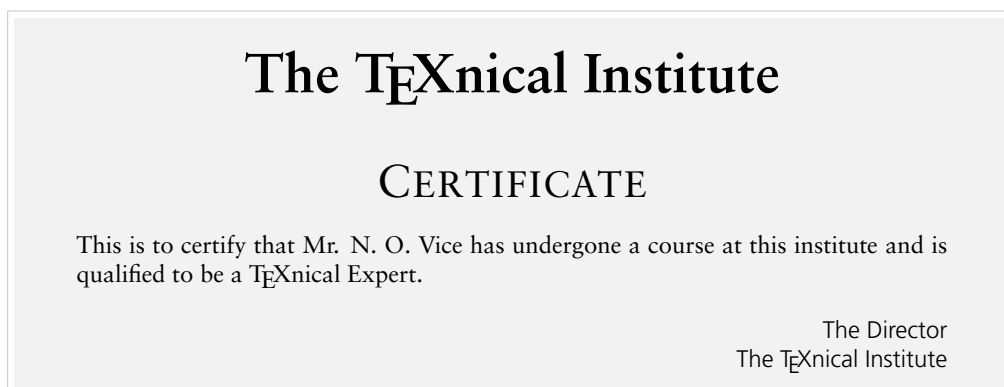 The TEXnical Institute
CERTIFICATE
This is to certify that Mr. N. O. Vice has undergone a course at this institute and is
qualified to be a TEXnical Expert.
The Director
The TEXnical Institute